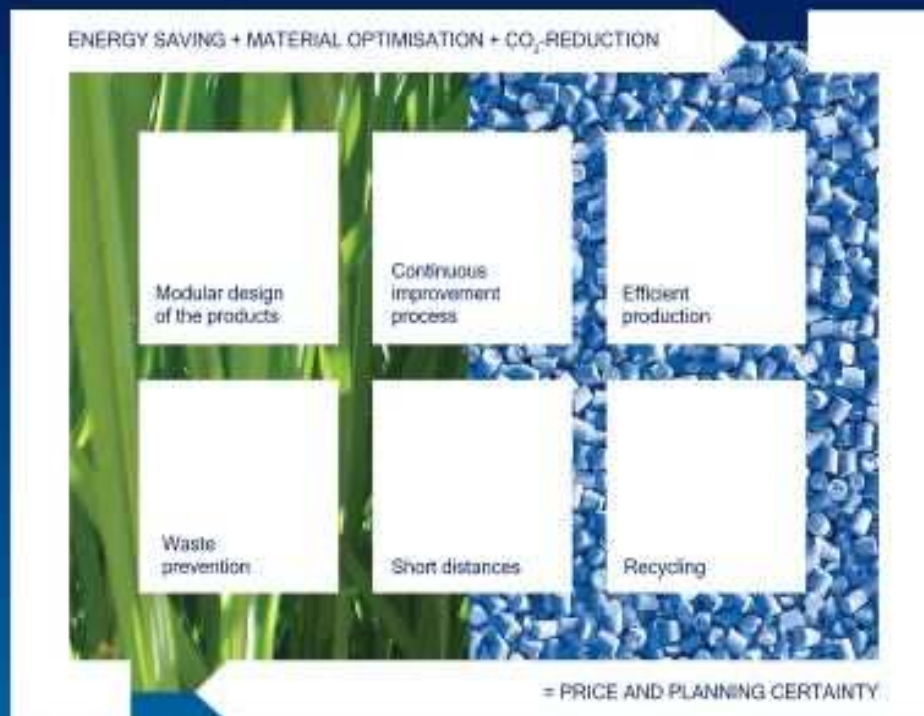 ENERGY SAVING + MATERIAL OPTIMISATION + CO₂-REDUCTION
Modular design
of the products
Continuous
improvement
process
Efficient
production
Waste
prevention
Short distances
Recycling
= PRICE AND PLANNING CERTAINTY